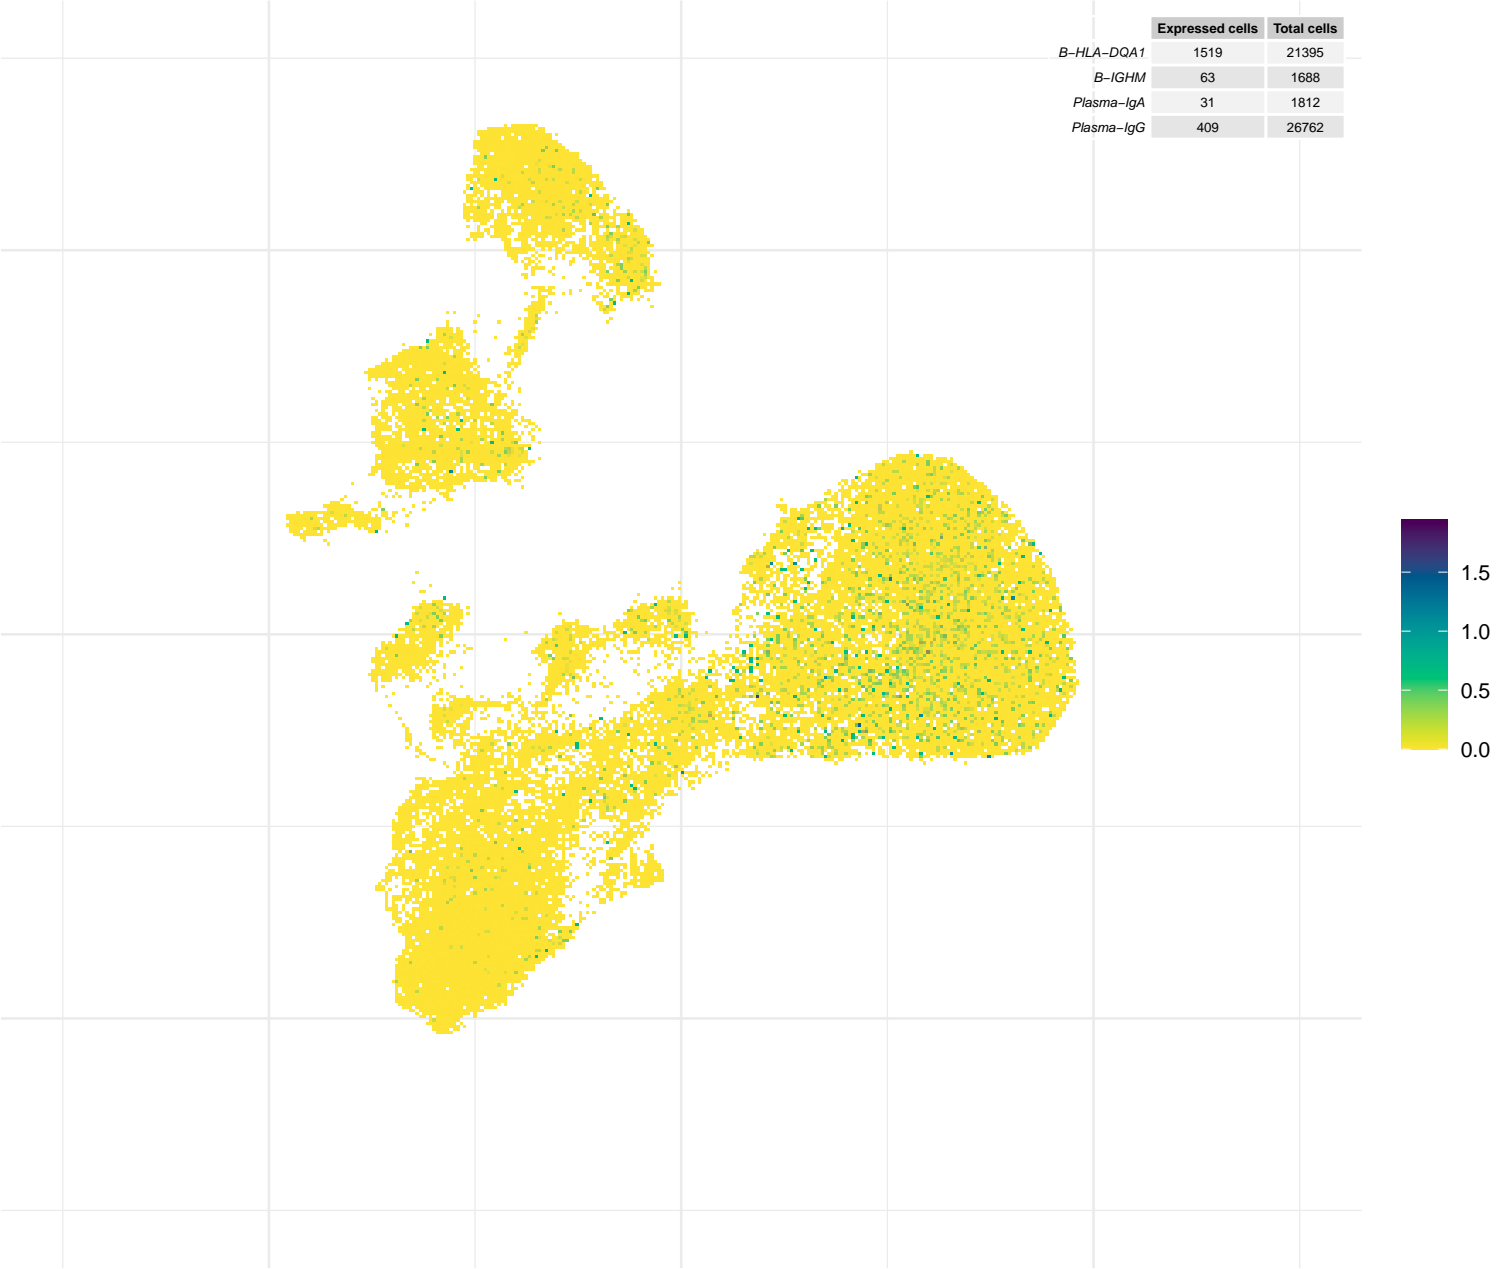 Expressed cells Total cells
B−HLA−DQA1 1519 21395
B−IGHM 63 1688
Plasma−IgA 31 1812
Plasma−IgG 409 26762
1.5
1.0
0.5
0.0